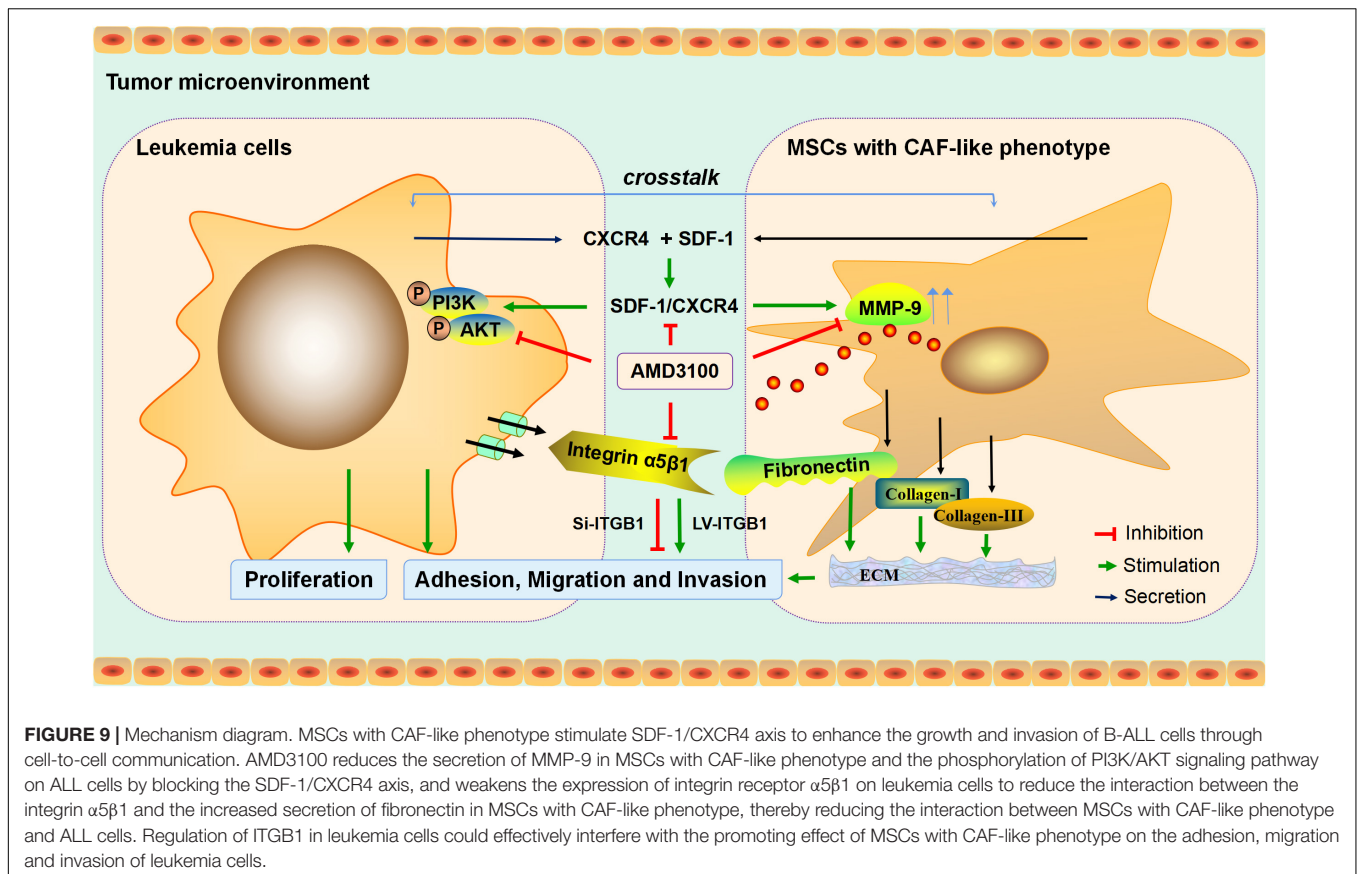 Tumor microenvironment
Leukemia cells
MSCs with CAF-like phenotype
crosstalk
CXCR4 + SDF-1
P
PI3K
SDF-1/CXCR4
MMP-9
P
AKT
AMD3100
Integrin α5β1
Fibronectin
Collagen-I
Collagen-III
Si-ITGB1
LV-ITGB1
Inhibition
Stimulation
Secretion
Proliferation
Adhesion, Migration and Invasion
ECM
FIGURE 9 | Mechanism diagram. MSCs with CAF-like phenotype stimulate SDF-1/CXCR4 axis to enhance the growth and invasion of B-ALL cells through
cell-to-cell communication. AMD3100 reduces the secretion of MMP-9 in MSCs with CAF-like phenotype and the phosphorylation of PI3K/AKT signaling pathway
on ALL cells by blocking the SDF-1/CXCR4 axis, and weakens the expression of integrin receptor α5β1 on leukemia cells to reduce the interaction between the
integrin α5β1 and the increased secretion of fibronectin in MSCs with CAF-like phenotype, thereby reducing the interaction between MSCs with CAF-like phenotype
and ALL cells. Regulation of ITGB1 in leukemia cells could effectively interfere with the promoting effect of MSCs with CAF-like phenotype on the adhesion, migration
and invasion of leukemia cells.